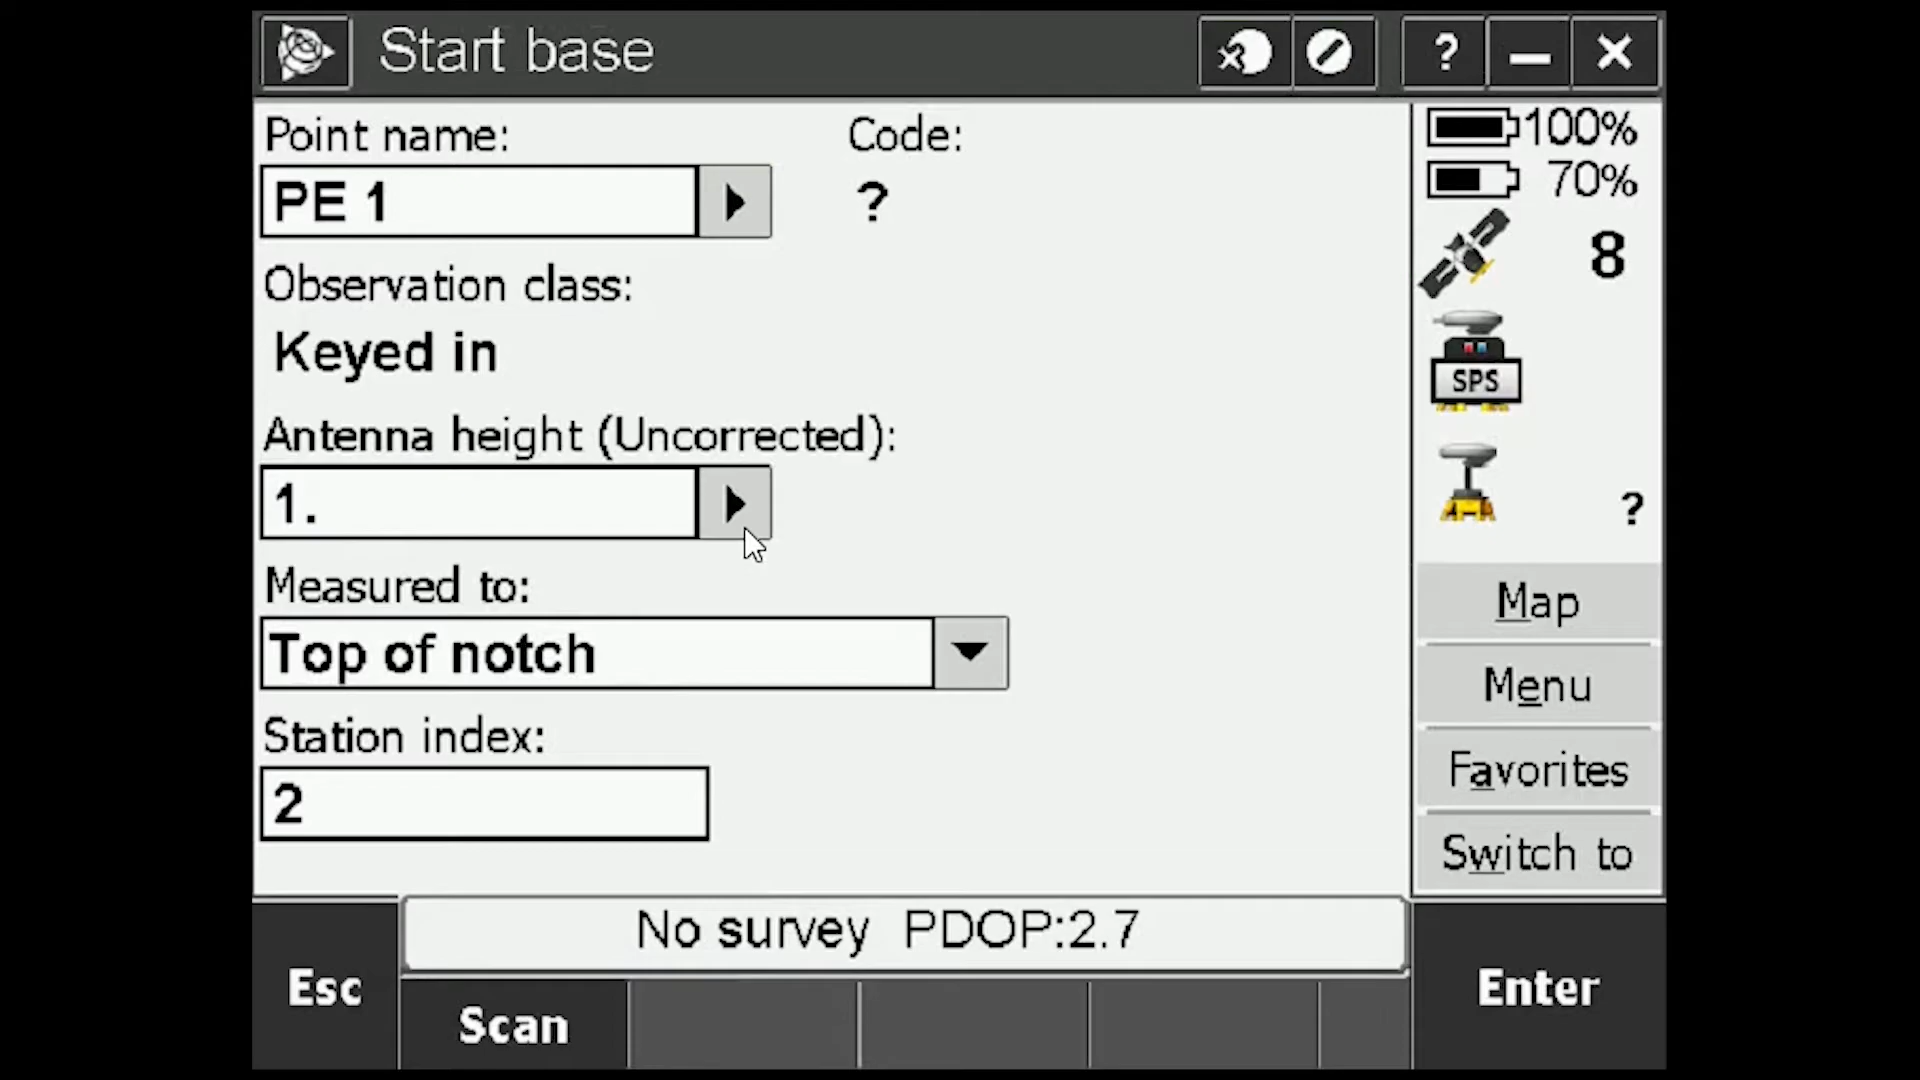 Start base
?
Point name:
Code:
PE 1
?
Observation class:
Keyed in
Antenna height (Uncorrected):
1.
Measured to:
Top of notch
Station index:
2
100%
70%
8
SPS
?
Map
Menu
Favorites
Switch to
No survey PDOP:2.7
Esc
Scan
Enter